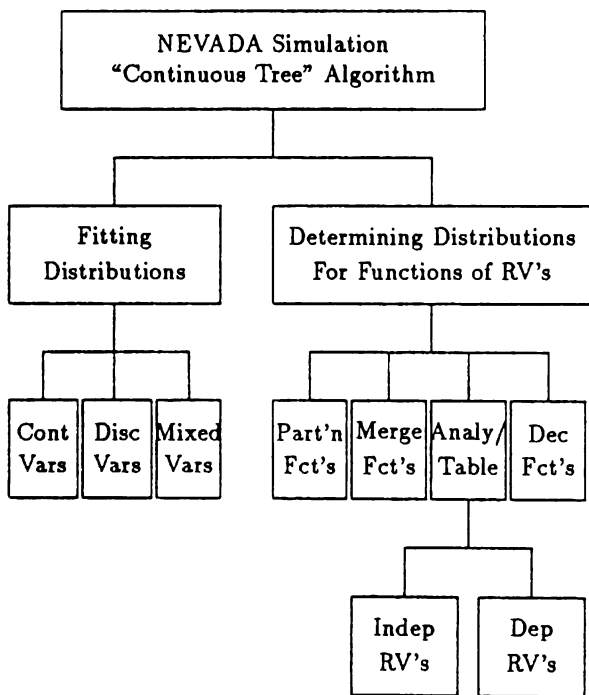 NEVADA Simulation
“Continuous Tree” Algorithm
Fitting
Distributions
Determining Distributions
For Functions of RV's
Cont
Vars
Disc
Vars
Mixed
Vars
Part'n
Fct's
Merge
Fct's
Analy/
Table
Dec
Fct's
Indep
RV's
Dep
RV's